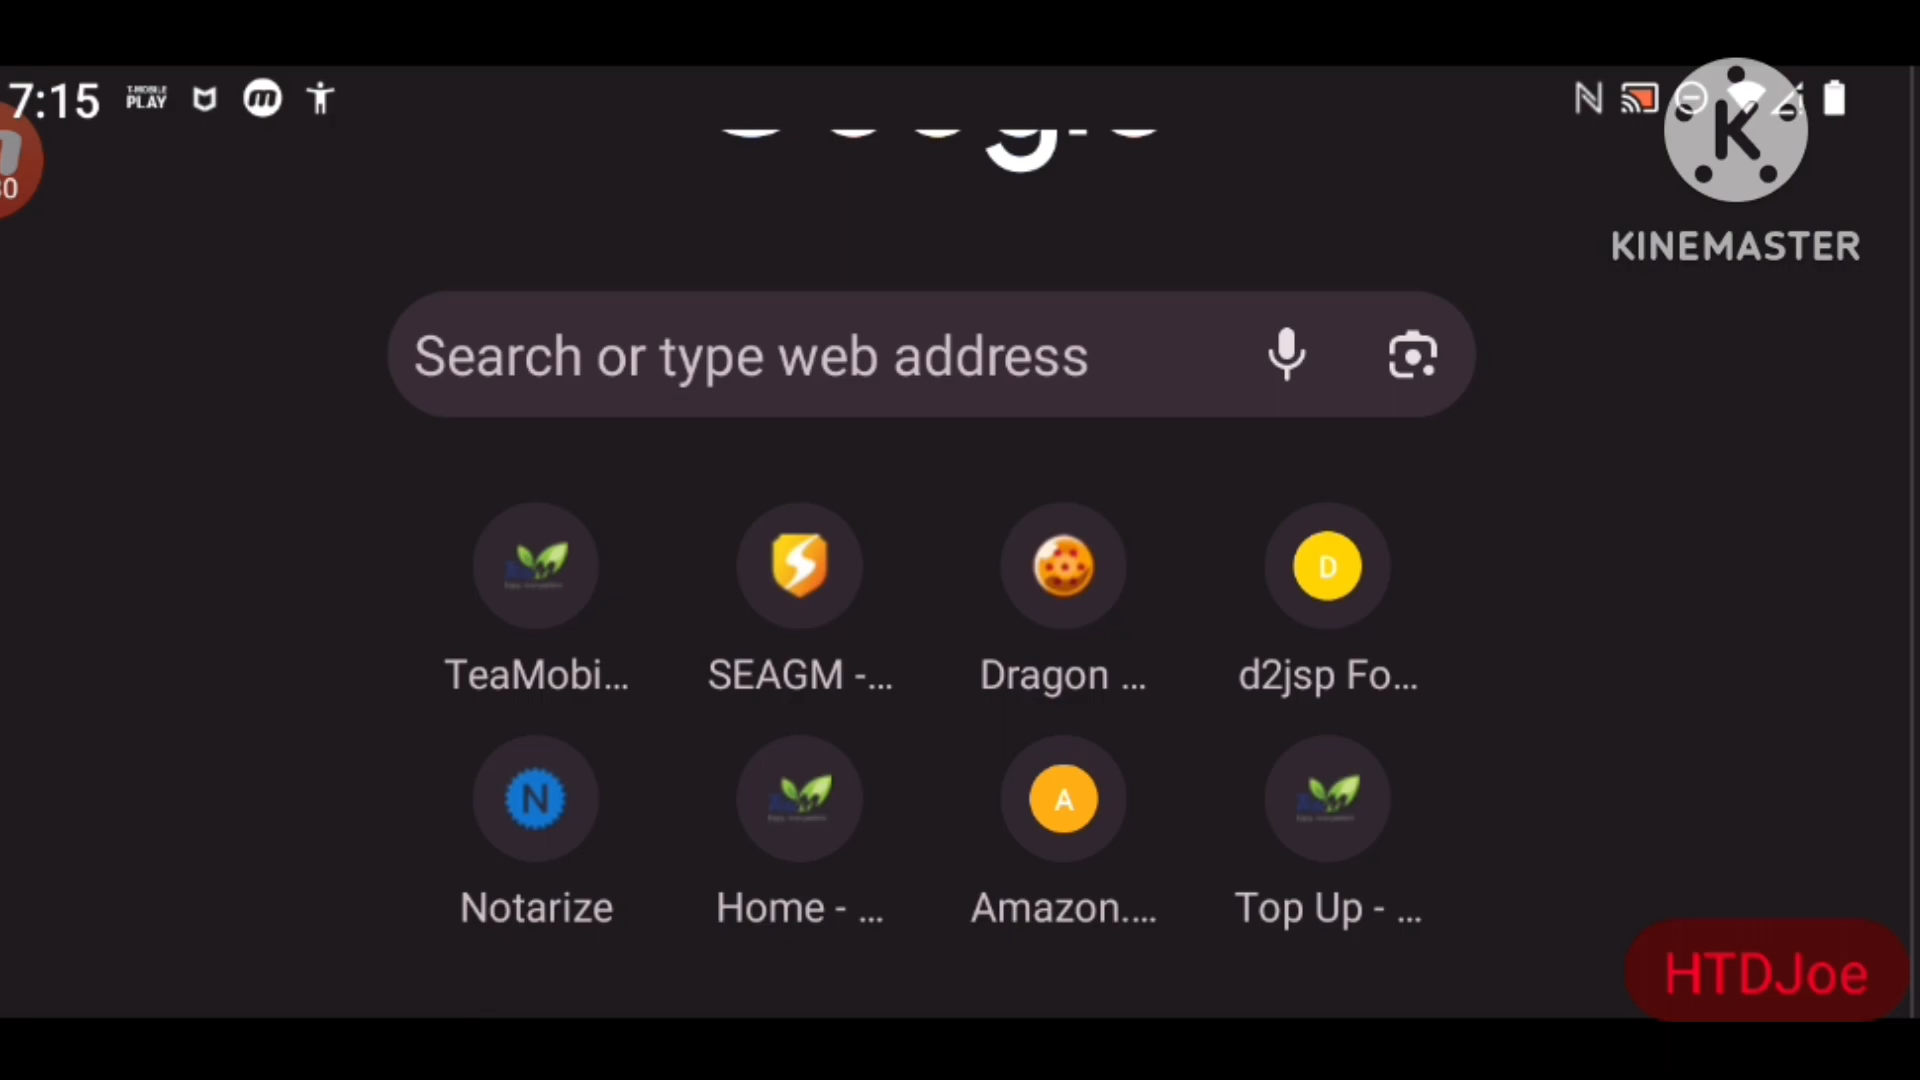 7:15
T-MOBILE
PLAY
K
KINEMASTER
30
Search or type web address
D
TeaMobi...
SEAGM -...
Dragon ...
d2jsp Fo...
N
A
Notarize
Home - ...
Amazon....
Top Up - ...
HTDJoe